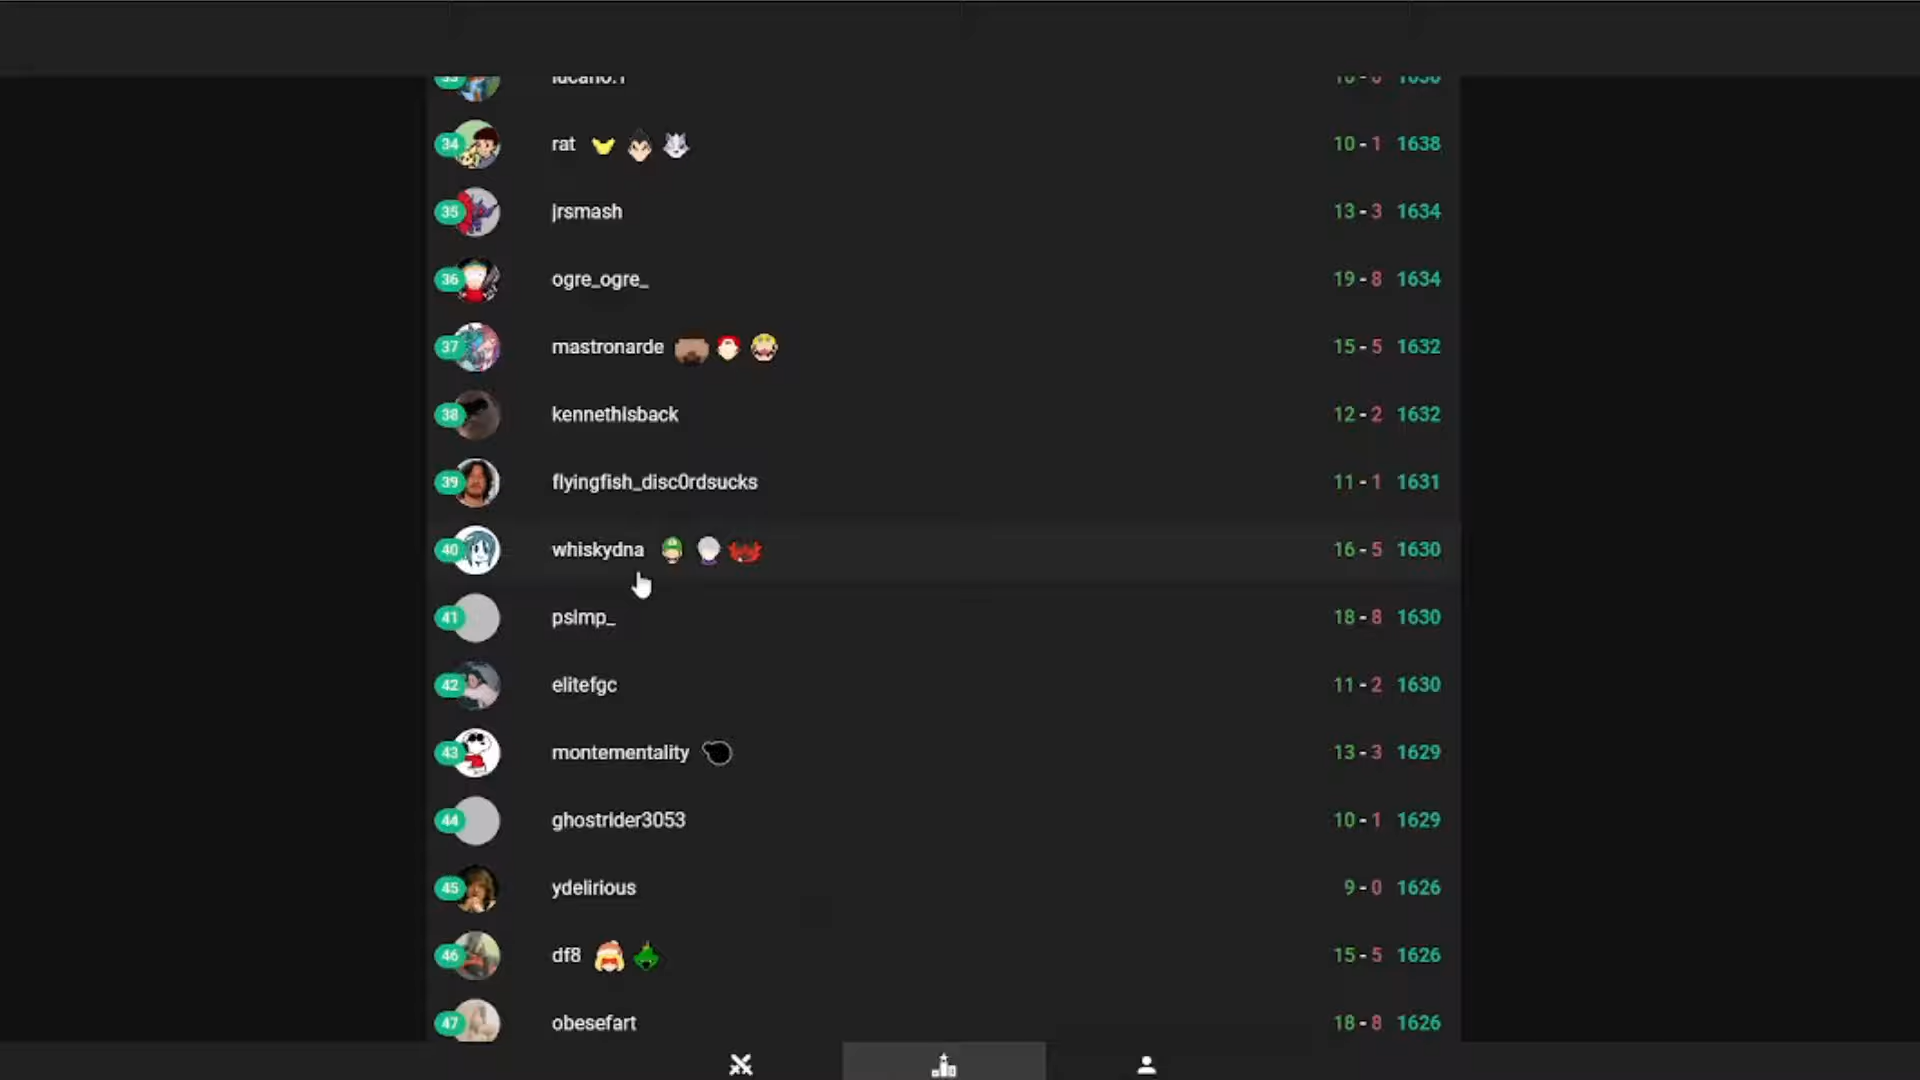 34 rat 10 - 1 1638
35 jrsmash 13 - 3 1634
36 ogre_ogre_ 19 - 8 1634
37 mastronarde 15 - 5 1632
38 kennethisback 12 - 2 1632
39 flyingfish_disc0rdsucks 11 - 1 1631
40 whiskydna 16 - 5 1630
41 psimp_ 18 - 8 1630
42 elitefgc 11 - 2 1630
43 montementality 13 - 3 1629
44 ghostrider3053 10 - 1 1629
45 ydelirious 9 - 0 1626
46 df8 15 - 5 1626
47 obesefart 18 - 8 1626